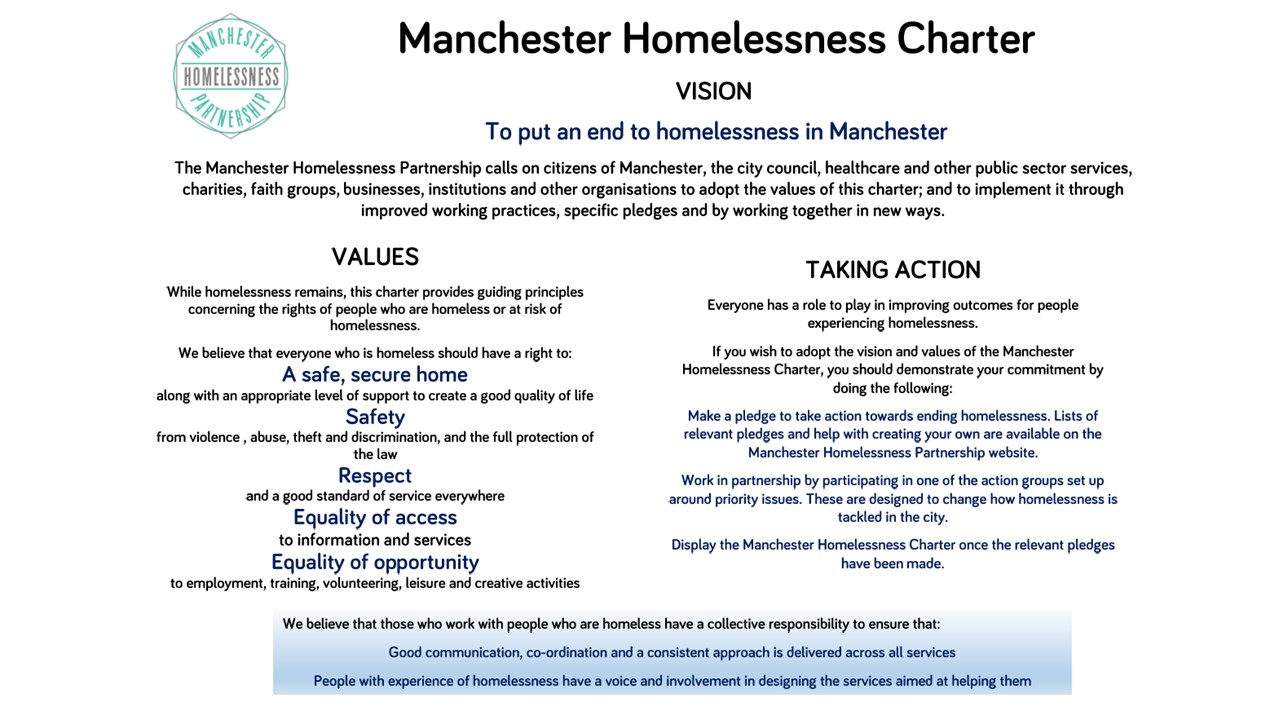 MANCHESTER
HOMELESSNESS
PARTNERSHIP
Manchester Homelessness Charter
VISION
To put an end to homelessness in Manchester
The Manchester Homelessness Partnership calls on citizens of Manchester, the city council, healthcare and other public sector services,
charities, faith groups, businesses, institutions and other organisations to adopt the values of this charter; and to implement it through
improved working practices, specific pledges and by working together in new ways.
VALUES
While homelessness remains, this charter provides guiding principles
concerning the rights of people who are homeless or at risk of
homelessness.
We believe that everyone who is homeless should have a right to:
A safe, secure home
along with an appropriate level of support to create a good quality of life
Safety
from violence , abuse, theft and discrimination, and the full protection of
the law
Respect
and a good standard of service everywhere
Equality of access
to information and services
Equality of opportunity
to employment, training, volunteering, leisure and creative activities
TAKING ACTION
Everyone has a role to play in improving outcomes for people
experiencing homelessness.
If you wish to adopt the vision and values of the Manchester
Homelessness Charter, you should demonstrate your commitment by
doing the following:
Make a pledge to take action towards ending homelessness. Lists of
relevant pledges and help with creating your own are available on the
Manchester Homelessness Partnership website.
Work in partnership by participating in one of the action groups set up
around priority issues. These are designed to change how homelessness is
tackled in the city.
Display the Manchester Homelessness Charter once the relevant pledges
have been made.
We believe that those who work with people who are homeless have a collective responsibility to ensure that:
Good communication, co-ordination and a consistent approach is delivered across all services
People with experience of homelessness have a voice and involvement in designing the services aimed at helping them